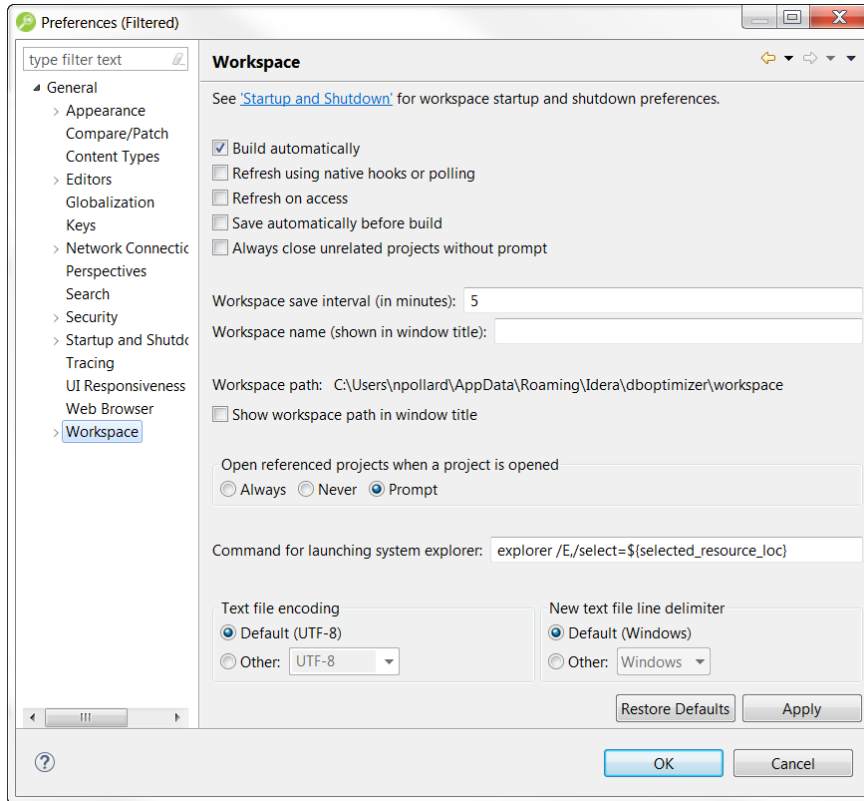 Preferences (Filtered)
type filter text
General
Appearance
Compare/Patch
Content Types
Editors
Globalization
Keys
Network Connectic
Perspectives
Search
Security
Startup and Shutdo
Tracing
UI Responsiveness
Web Browser
Workspace
Workspace
See 'Startup and Shutdown' for workspace startup and shutdown preferences.
Build automatically
Refresh using native hooks or polling
Refresh on access
Save automatically before build
Always close unrelated projects without prompt
Workspace save interval (in minutes): 5
Workspace name (shown in window title):
Workspace path: C:\Users\npollard\AppData\Roaming\Idera\dboptimizer\workspace
Show workspace path in window title
Open referenced projects when a project is opened
Always Never Prompt
Command for launching system explorer: explorer /E,/select=${selected_resource_loc}
Text file encoding
Default (UTF-8)
Other: UTF-8
New text file line delimiter
Default (Windows)
Other: Windows
Restore Defaults Apply
OK Cancel